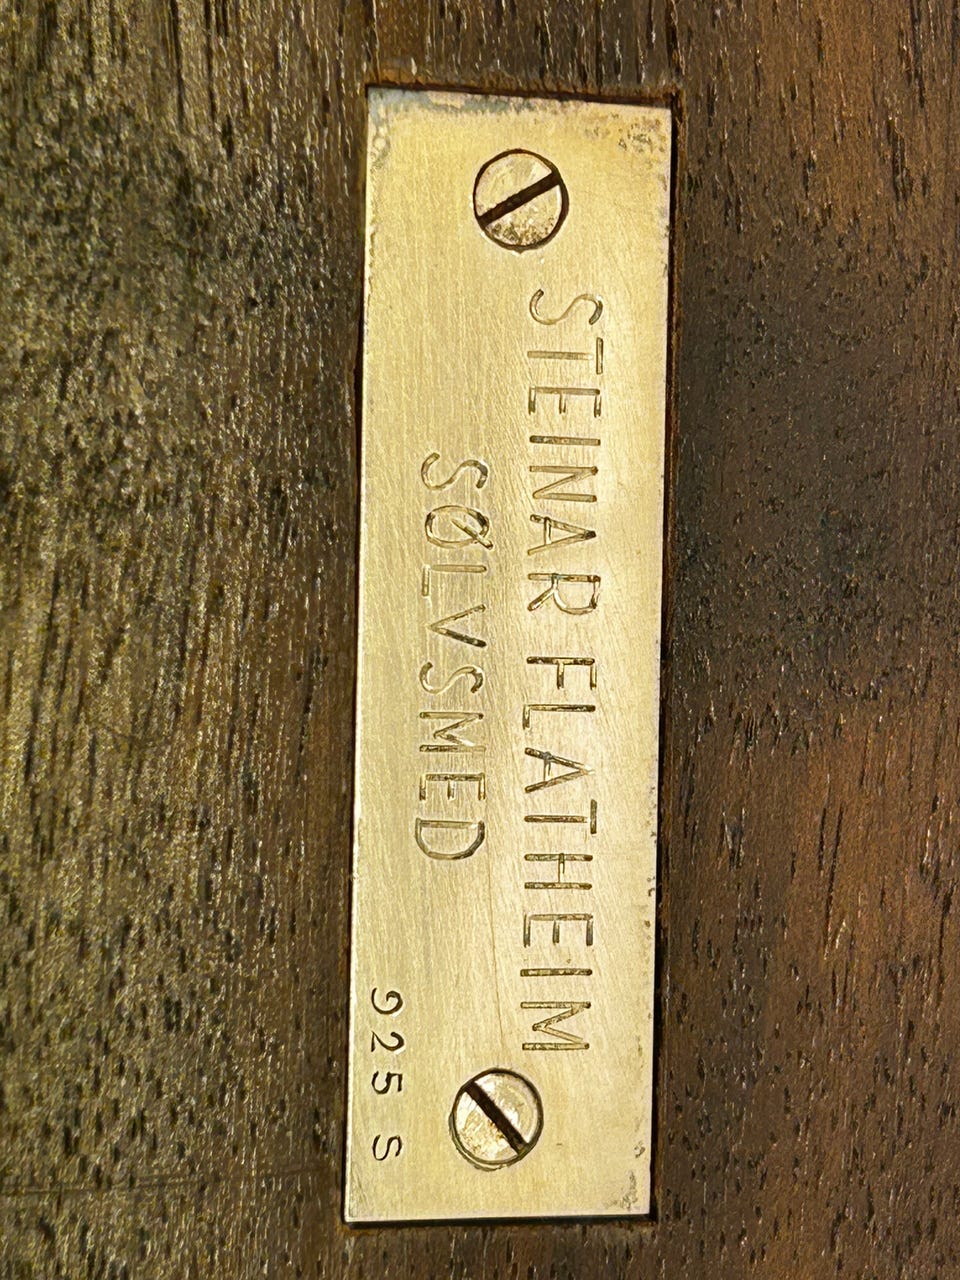 STEINAR FLATHEIM
SØLVSMED
925 S